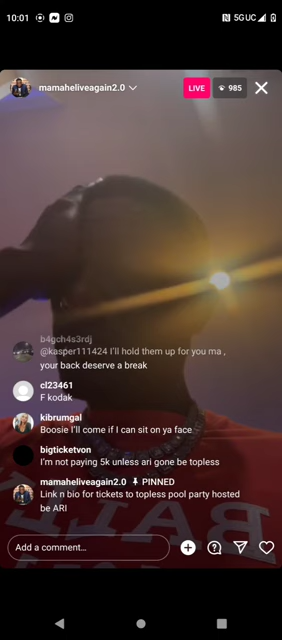 10:01
5GUC
mamaheliveagain2.0
LIVE
985
b4gch4s3rdj
@kasper111424 I'll hold them up for you ma ,
your back deserve a break
cl23461
F kodak
kibrumgal
Boosie I'll come if I can sit on ya face
bigticketvon
I'm not paying 5k unless ari gone be topless
mamaheliveagain2.0 PINNED
Link n bio for tickets to topless pool party hosted
be ARI
Add a comment...